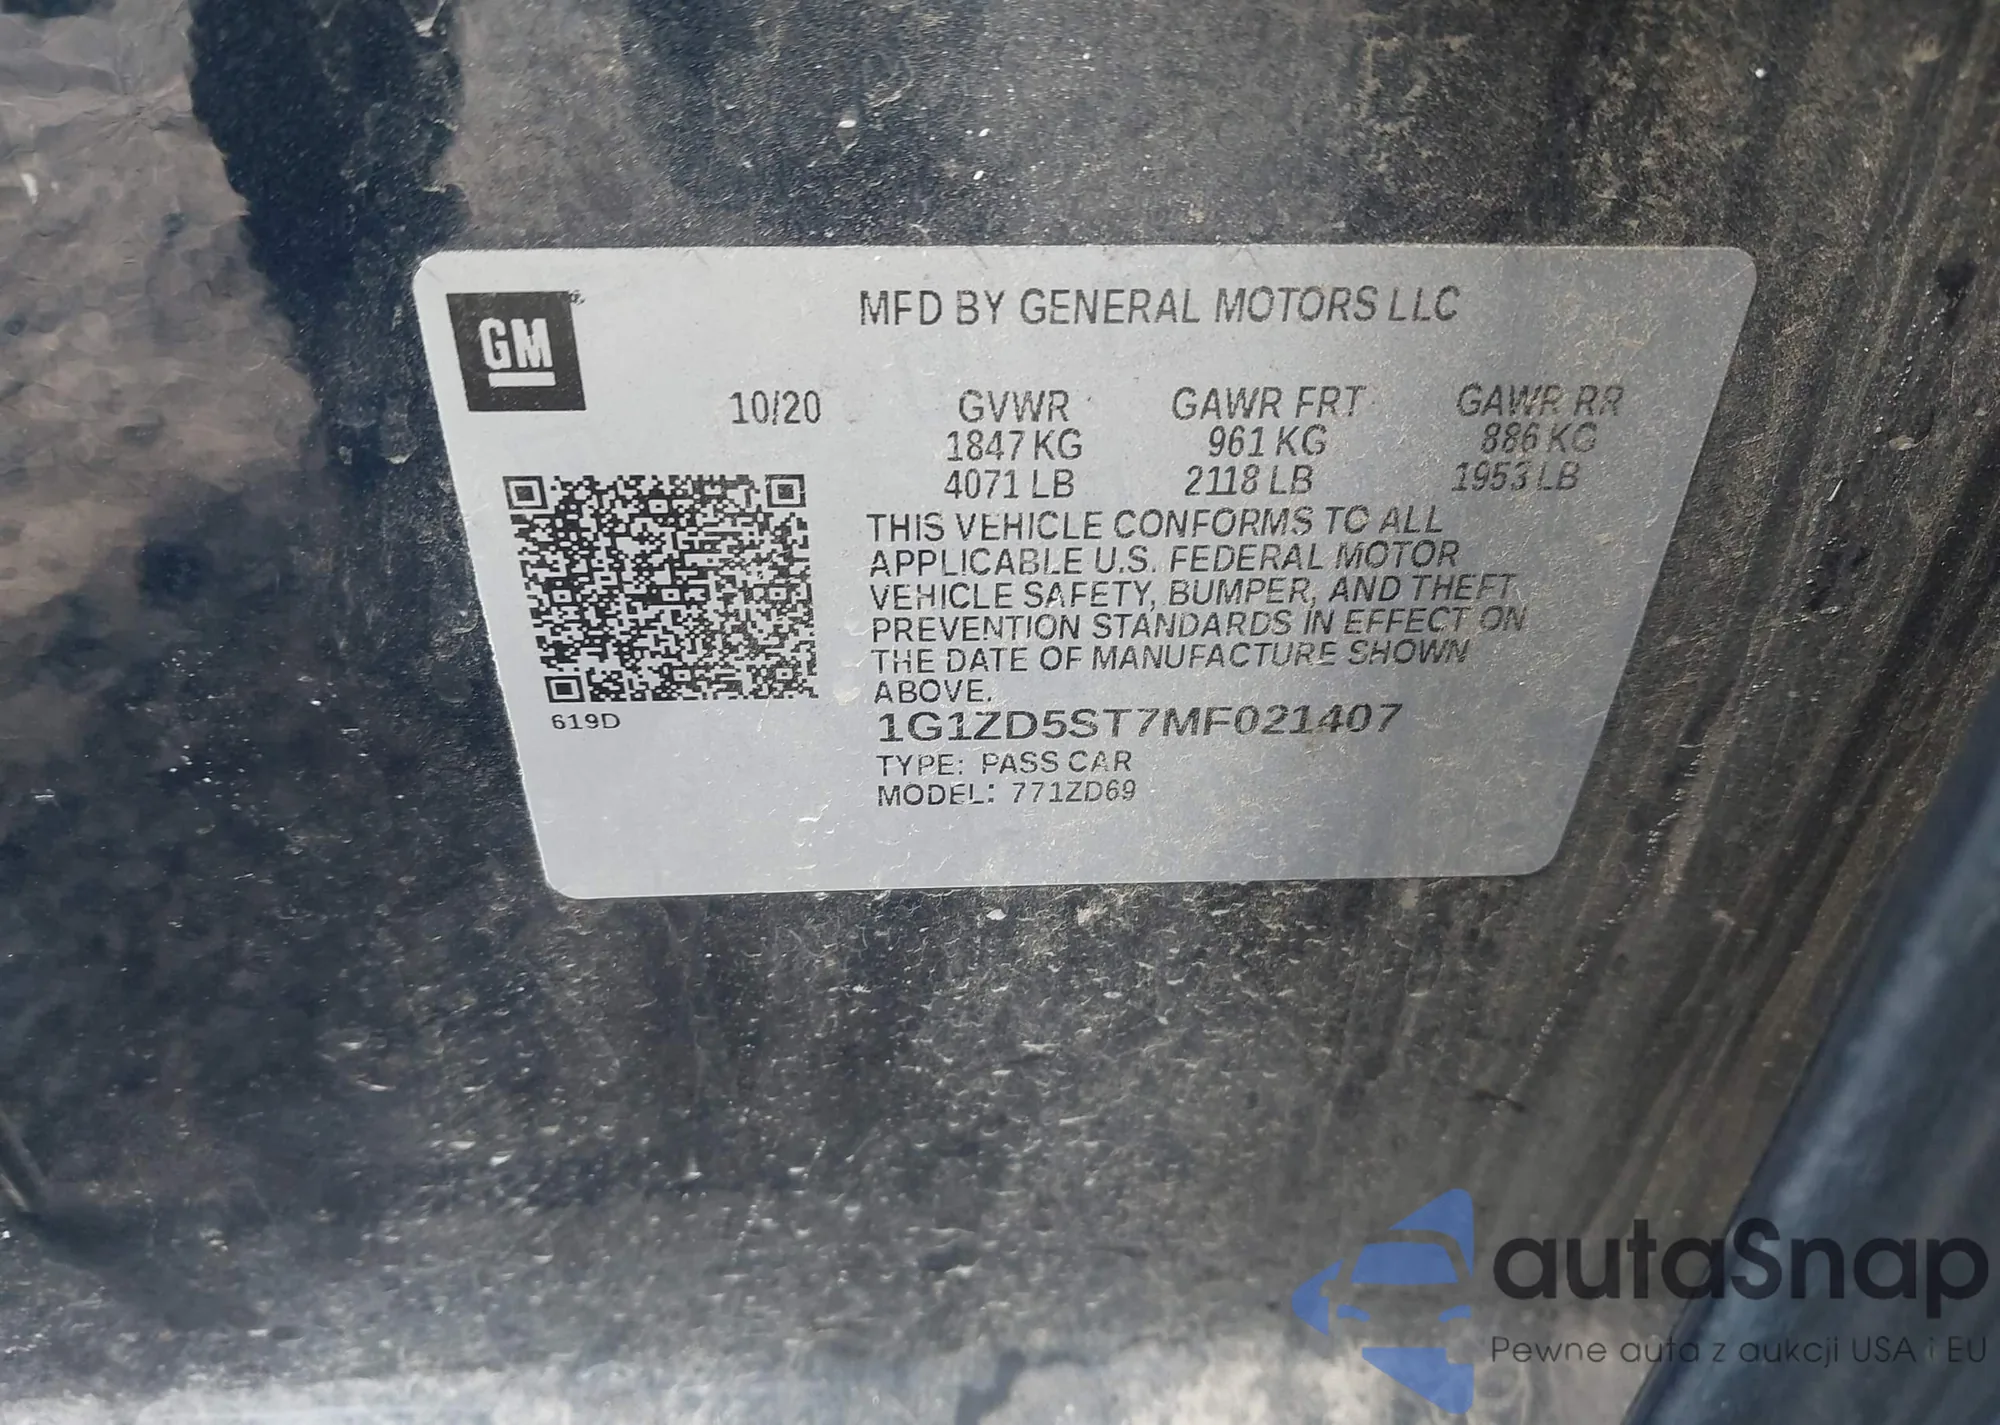 GM
MFD BY GENERAL MOTORS LLC
10/20 GVWR GAWR FRT GAWR RR
1847 KG 961 KG 886 KG
4071 LB 2118 LB 1953 LB
THIS VEHICLE CONFORMS TO ALL
APPLICABLE U.S. FEDERAL MOTOR
VEHICLE SAFETY, BUMPER, AND THEFT
PREVENTION STANDARDS IN EFFECT ON
THE DATE OF MANUFACTURE SHOWN
ABOVE.
619D
1G1ZD5ST7MF021407
TYPE: PASS CAR
MODEL: 771ZD69
autaSnap
Pewne auta z aukcji USA i EU